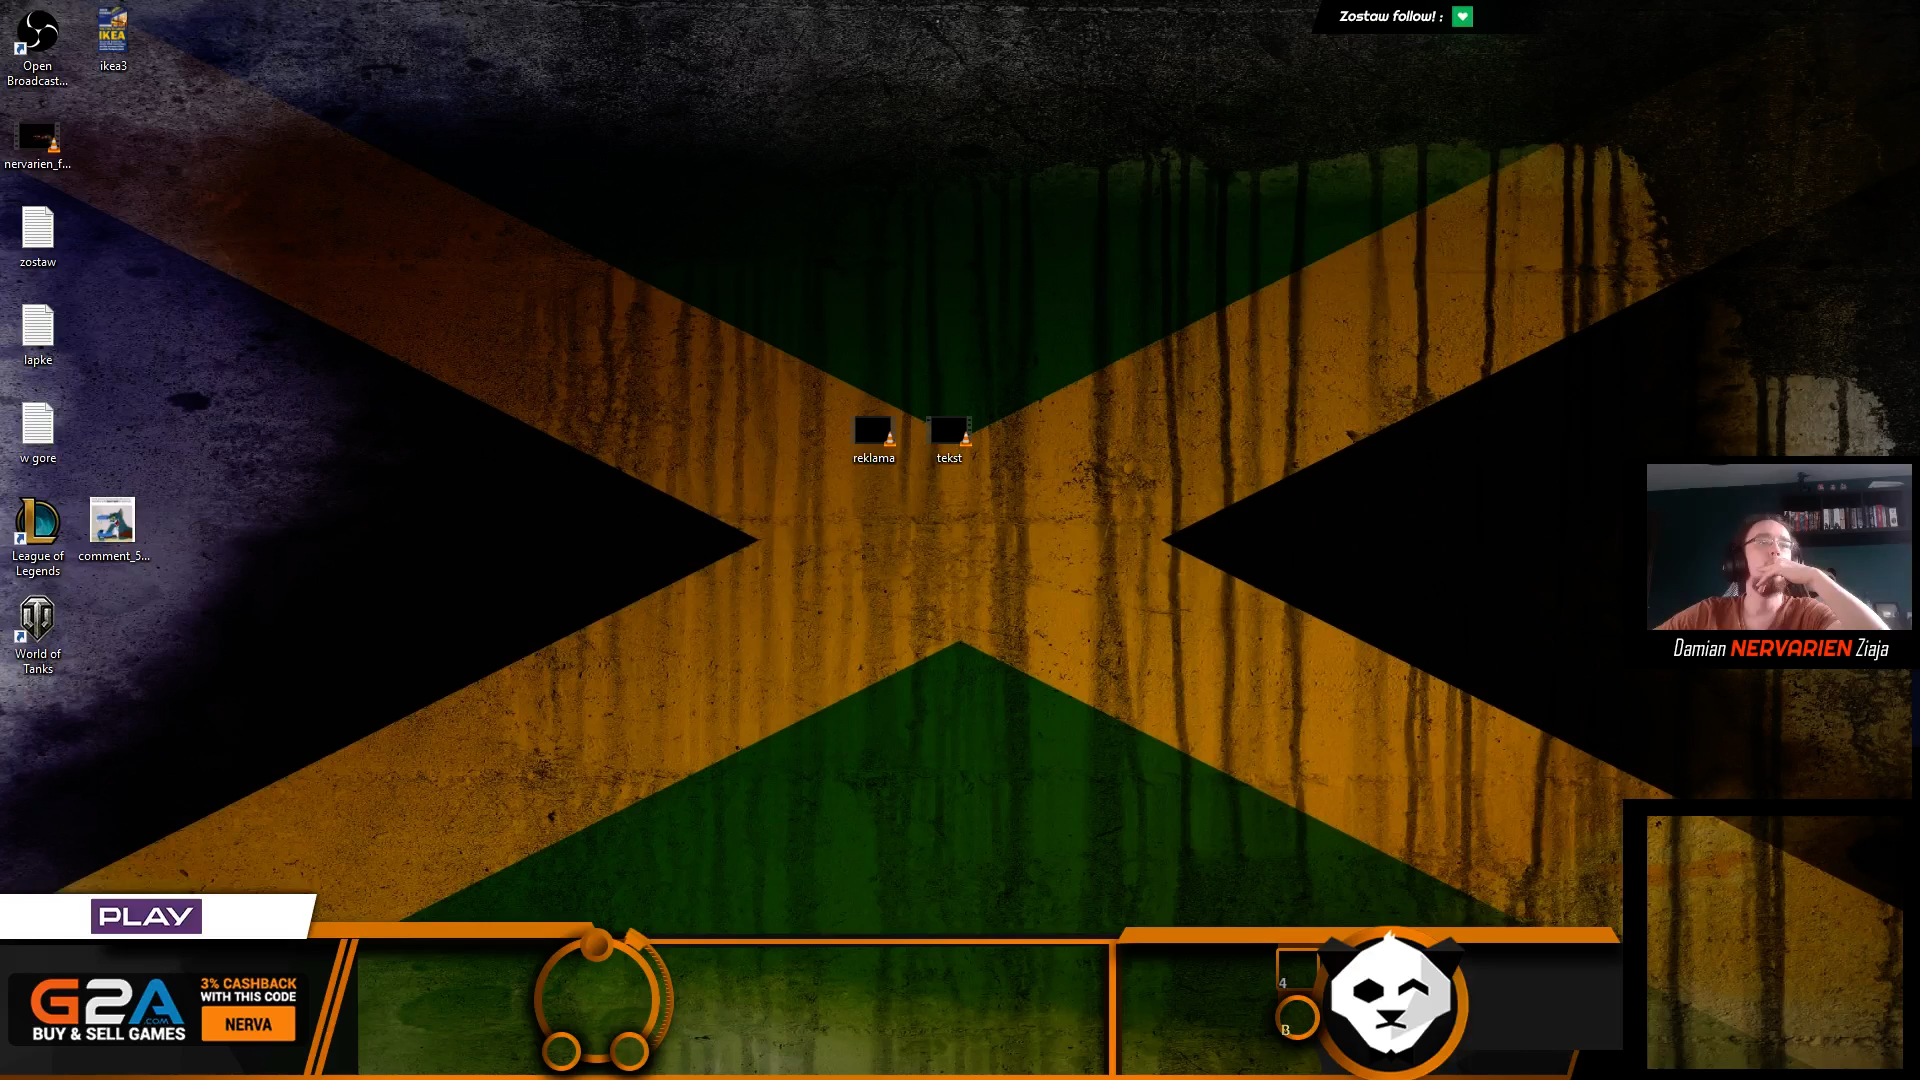 Zostaw follow! :
Open
Broadcast...
IKEA
ikea3
nervarien_f...
zostaw
lapke
w gore
reklama
tekst
League of
Legends
comment_5...
World of
Tanks
Damian NERVARIEN Ziaja
PLAY
G2A
.COM
BUY & SELL GAMES
3% CASHBACK
WITH THIS CODE
NERVA
4
B